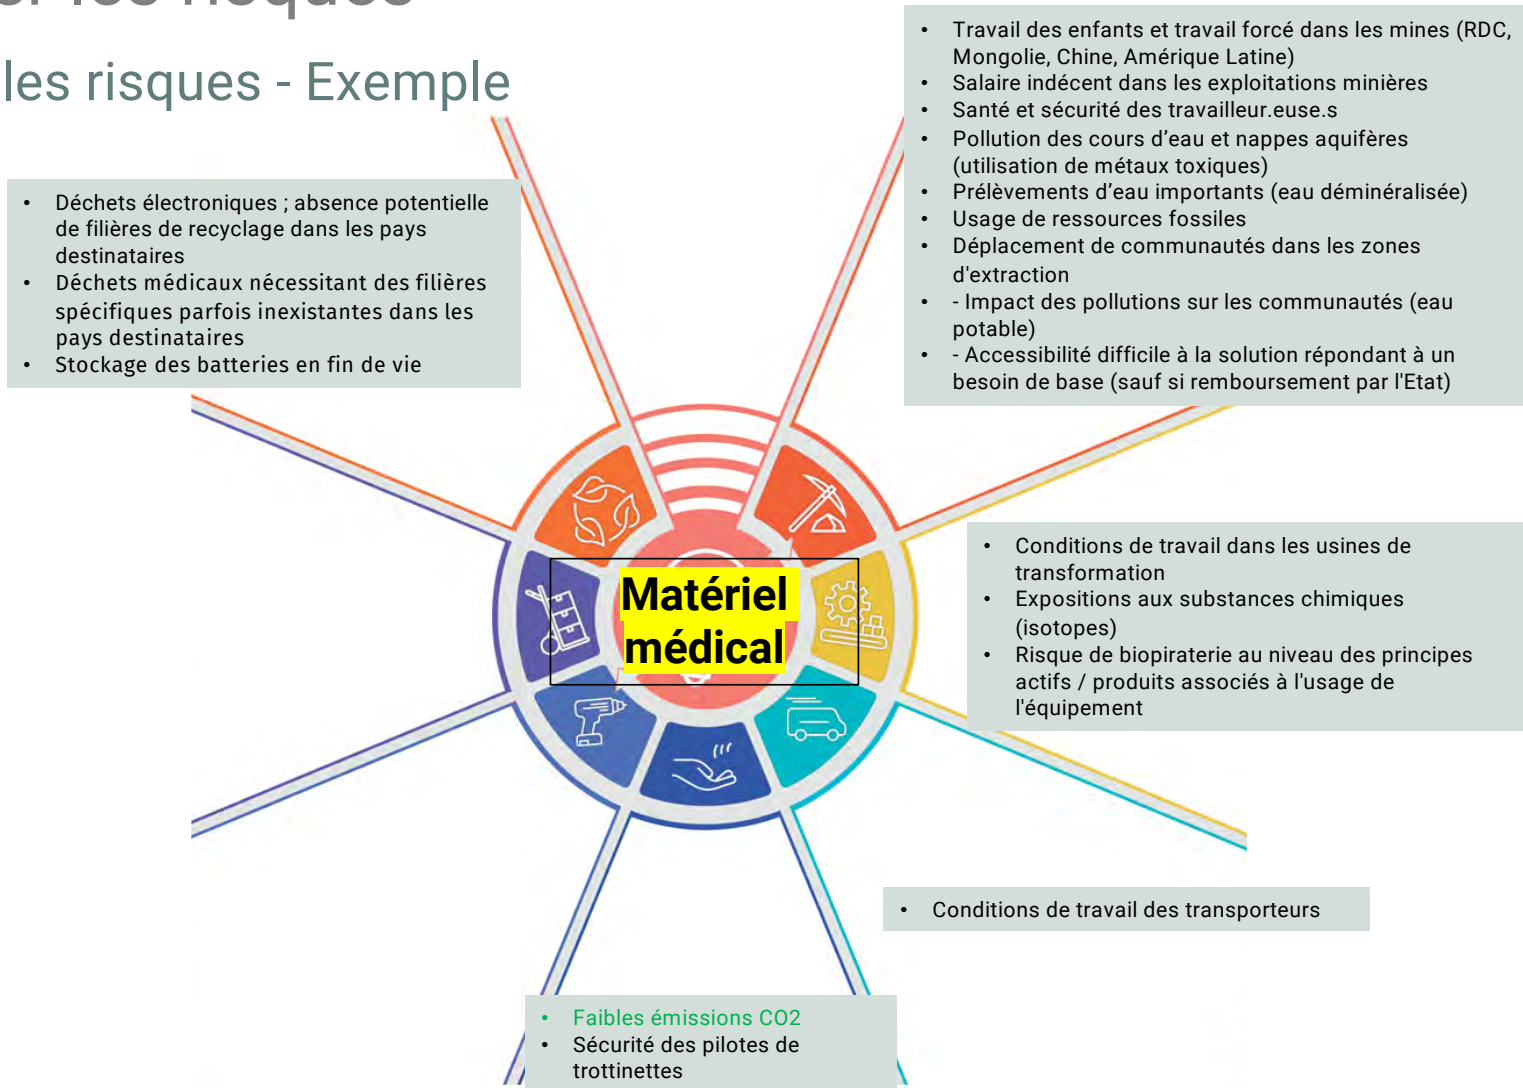 les risques
les risques - Exemple
• Travail des enfants et travail forcé dans les mines (RDC,
Mongolie, Chine, Amérique Latine)
• Salaire indécent dans les exploitations minières
• Santé et sécurité des travailleur.euse.s
• Pollution des cours d’eau et nappes aquifères
(utilisation de métaux toxiques)
• Prélèvements d’eau importants (eau déminéralisée)
• Usage de ressources fossiles
• Déplacement de communautés dans les zones
d'extraction
• - Impact des pollutions sur les communautés (eau
potable)
• - Accessibilité difficile à la solution répondant à un
besoin de base (sauf si remboursement par l'Etat)
• Déchets électroniques ; absence potentielle
de filières de recyclage dans les pays
destinataires
• Déchets médicaux nécessitant des filières
spécifiques parfois inexistantes dans les
pays destinataires
• Stockage des batteries en fin de vie
Matériel
médical
• Conditions de travail dans les usines de
transformation
• Expositions aux substances chimiques
(isotopes)
• Risque de biopiraterie au niveau des principes
actifs / produits associés à l'usage de
l'équipement
• Conditions de travail des transporteurs
• Faibles émissions CO2
• Sécurité des pilotes de
trottinettes